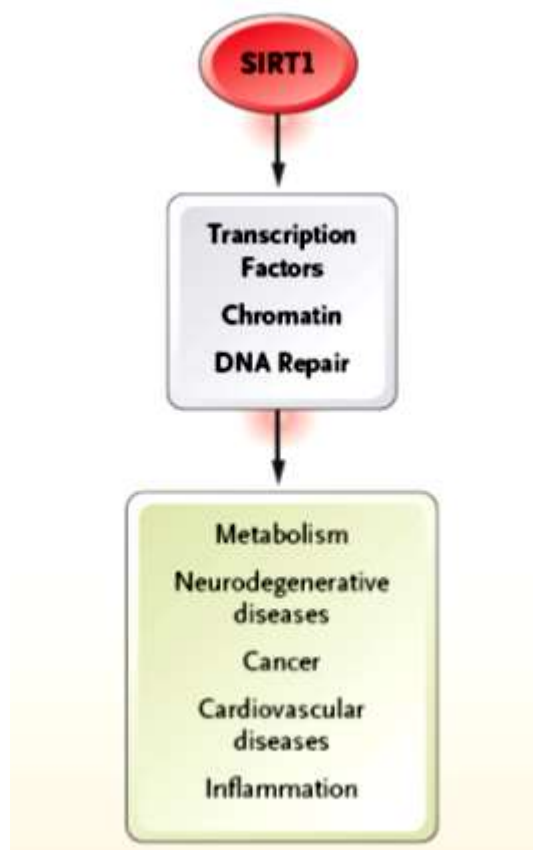 SIRT1
Transcription
Factors
Chromatin
DNA Repair
Metabolism
Neurodegenerative
diseases
Cancer
Cardiovascular
diseases
Inflammation